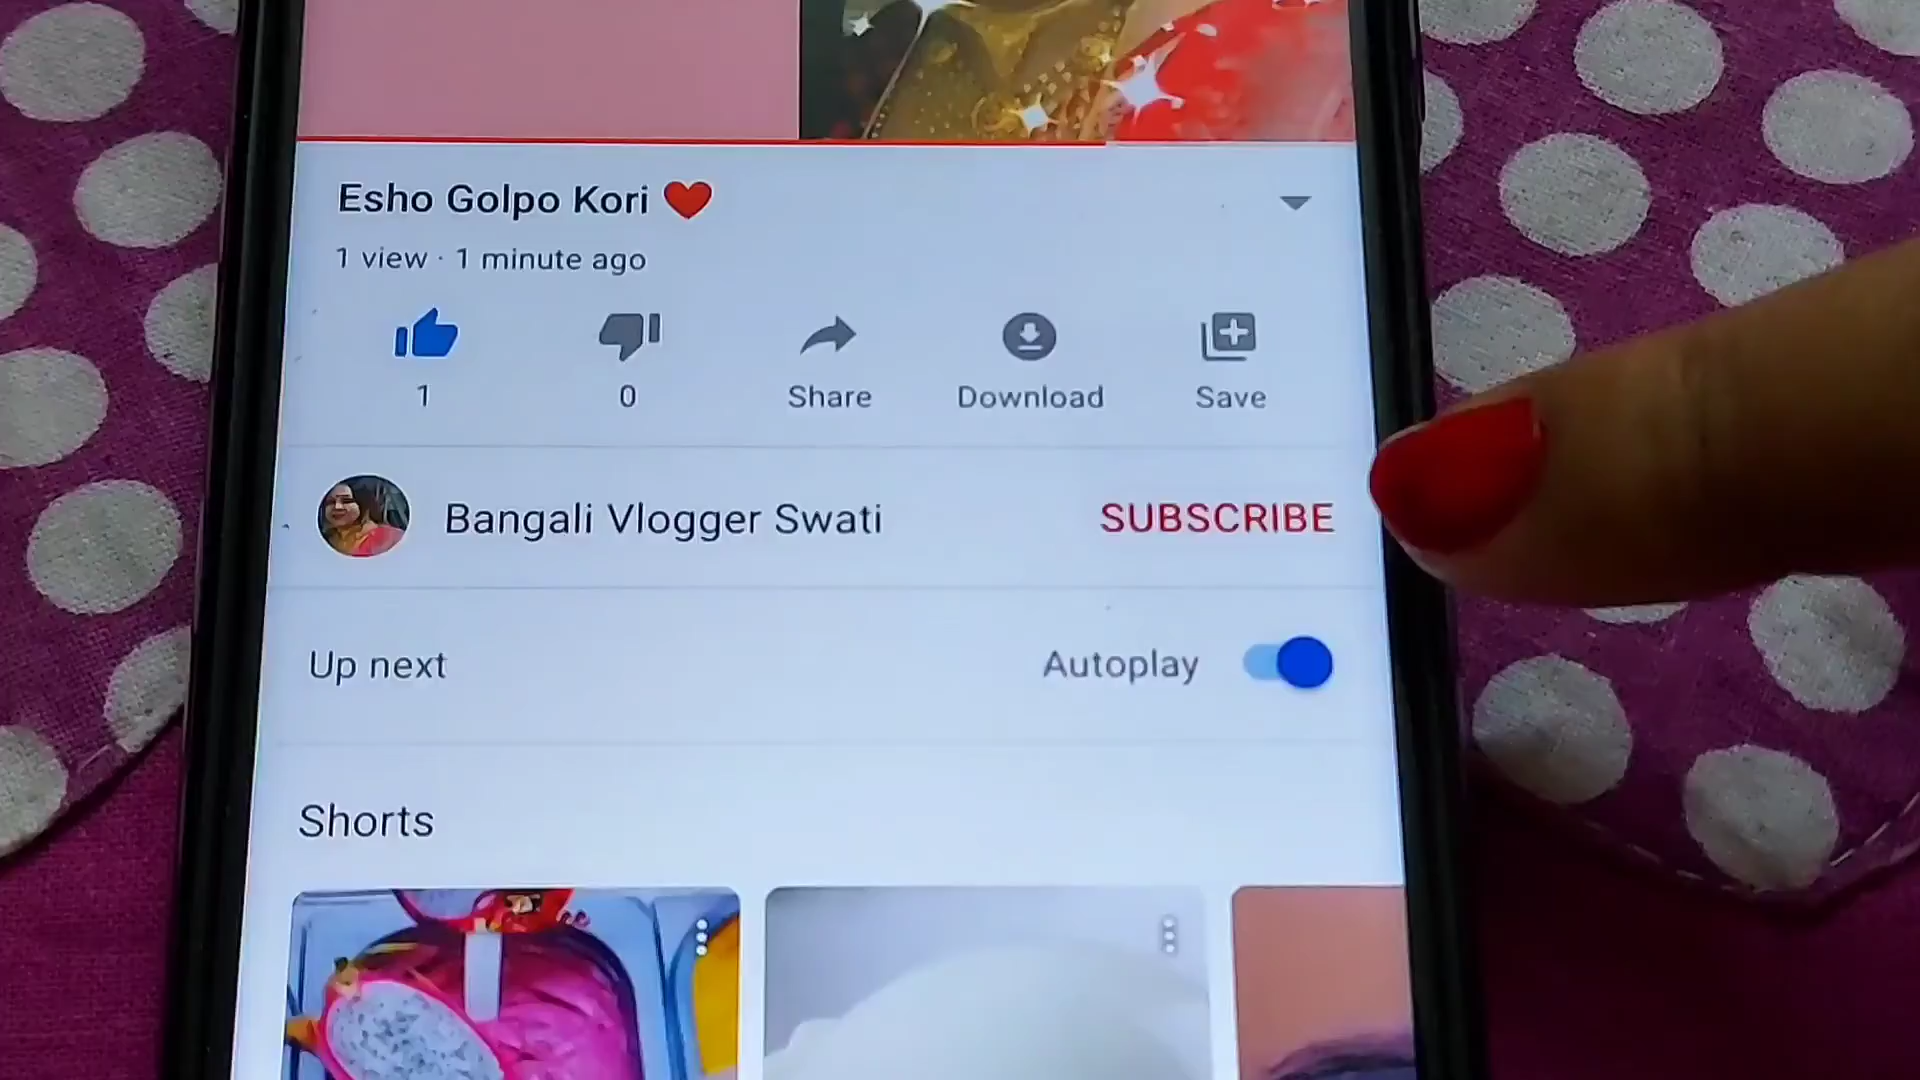 Esho Golpo Kori ❤️
1 view · 1 minute ago
1
0
Share
Download
Save
Bangali Vlogger Swati
SUBSCRIBE
Up next
Autoplay
Shorts